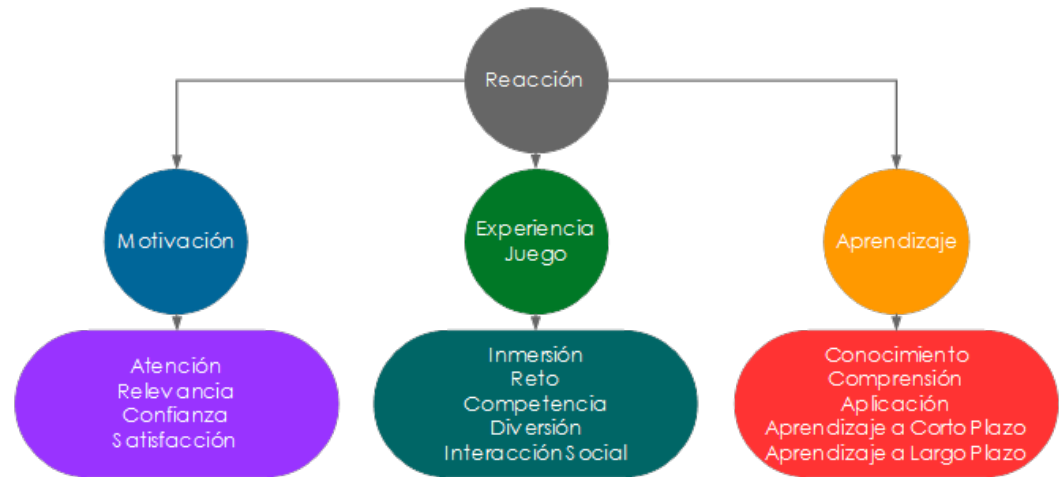 Reacción
Motivación
Experiencia
Juego
Aprendizaje
Atención
Relevancia
Confianza
Satisfacción
Inmersión
Reto
Competencia
Diversión
Interacción Social
Conocimiento
Comprensión
Aplicación
Aprendizaje a Corto Plazo
Aprendizaje a Largo Plazo